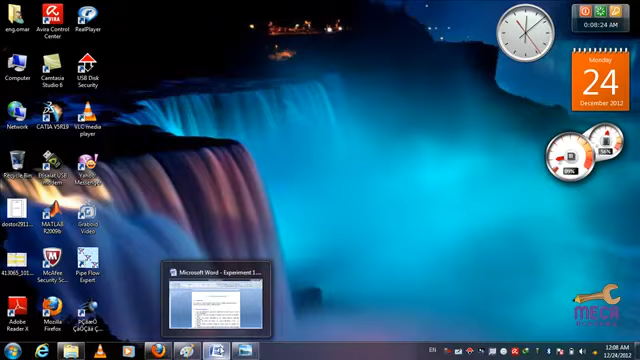 eng.omar
Avira Control
Center
RealPlayer
Computer
Camtasia
Studio 6
USB Disk
Security
Network
CATIA V5R19
VLC media
player
Recycle Bin
Etisalat USB
modem
Yahoo!
Messenger
MATLAB
R2009b
Graboid
Video
McAfee
Security Sc...
Pipe Flow
Expert
Adobe
Reader X
Mozilla
Firefox
0:08:24 AM
Monday
24
December 2012
Microsoft Word - Experiment 1...
MECA
EN
12:08 AM
12/24/2012